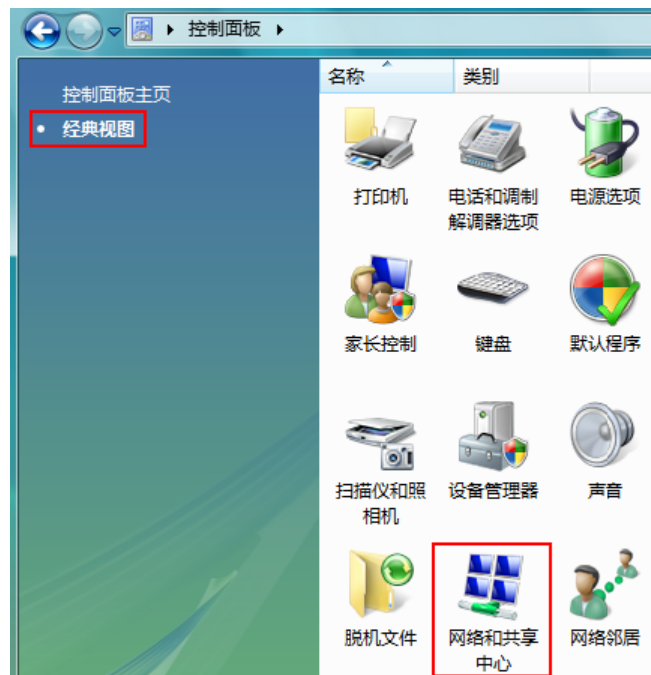 控制面板
名称 类别
控制面板主页
经典视图
打印机 电话和调制解调器选项 电源选项
家长控制 键盘 默认程序
扫描仪和照相机 设备管理器 声音
脱机文件 网络和共享中心 网络邻居